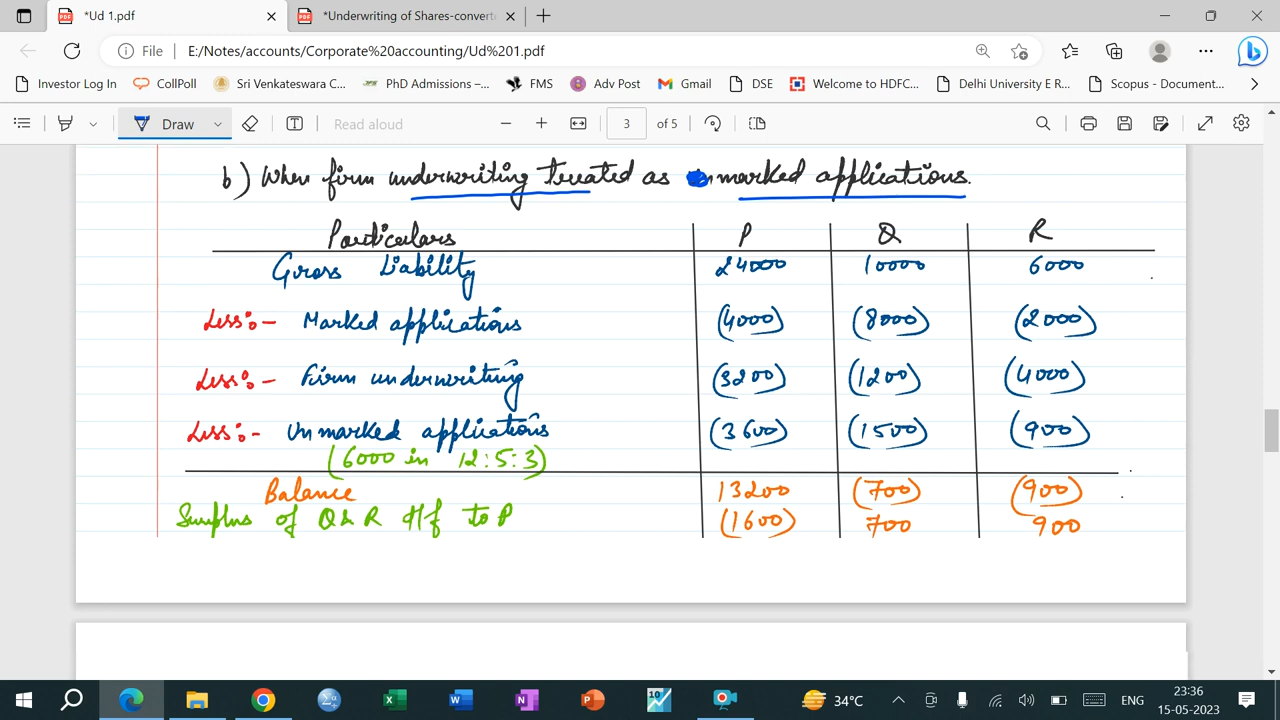 *Ud 1.pdf
*Underwriting of Shares-converte
File E:/Notes/accounts/Corporate%20accounting/Ud%201.pdf
Investor Log In CollPoll Sri Venkateswara C... PhD Admissions –... FMS Adv Post Gmail DSE Welcome to HDFC... Delhi University E R... Scopus - Document...
Draw Read aloud 3 of 5
b) When firm underwriting treated as marked applications.
Particulars P Q R
Gross Liability 24000 10000 6000
Less:- Marked applications (4000) (8000) (2000)
Less:- Firm underwriting (3200) (1200) (4000)
Less:- Unmarked applications (3600) (1500) (900)
(6000 in 12:5:3)
Balance 13200 (700) (900)
Surplus of Q & R t/f to P (1600) 700 900
34°C ENG 23:36
15-05-2023